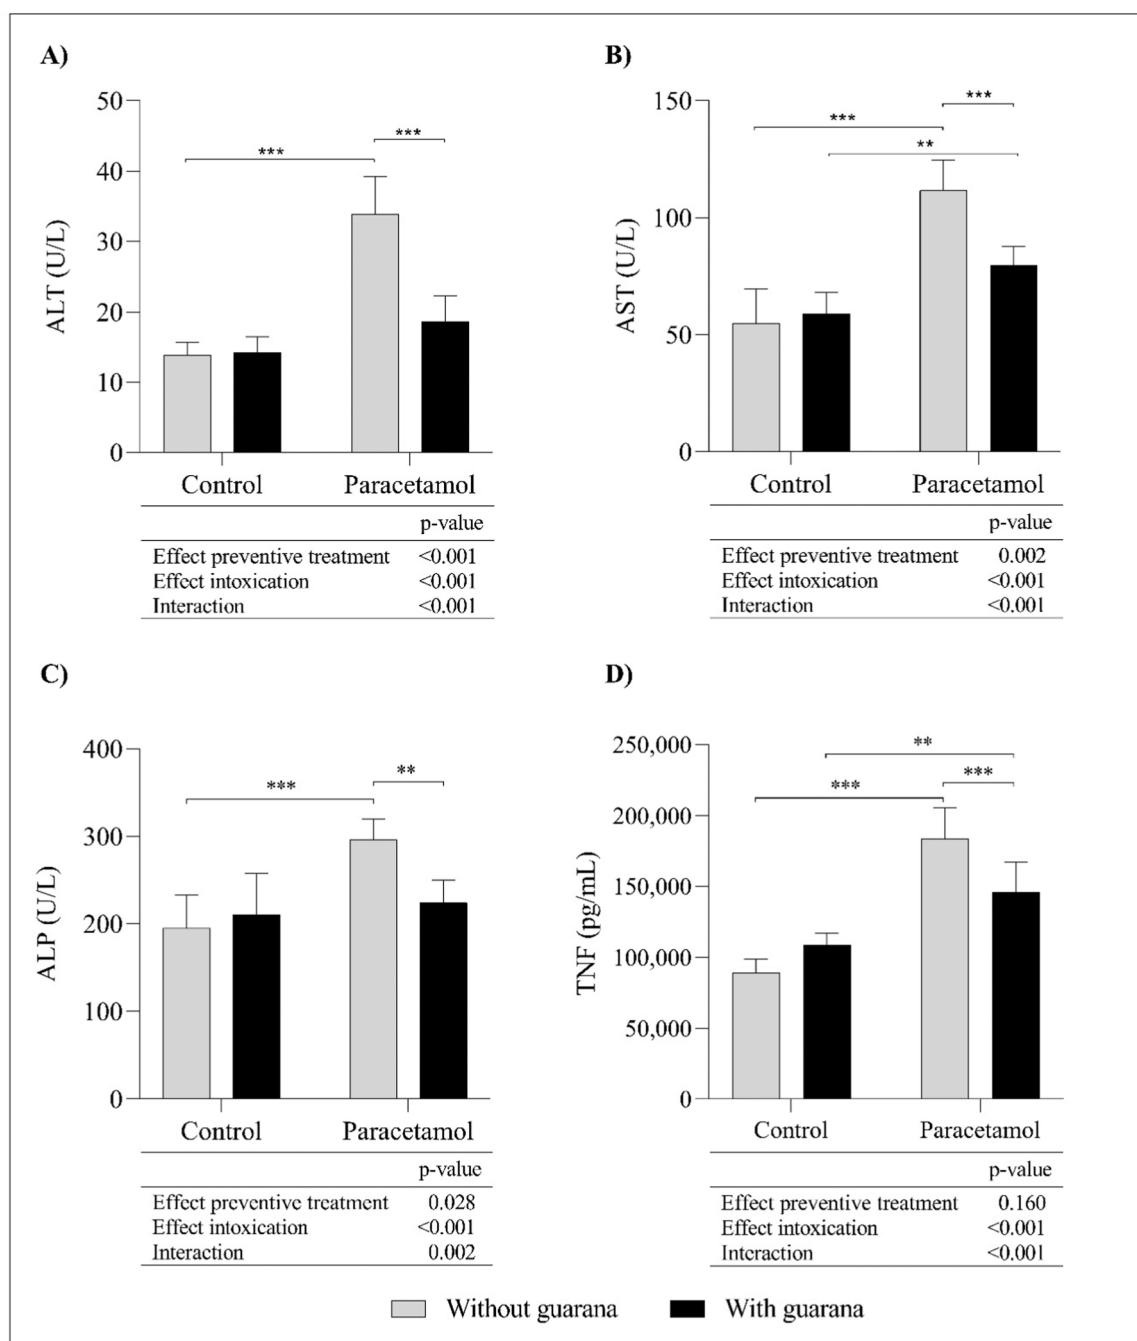 A)
50
40
30
20
10
0
ALT (U/L)
***
***
Control Paracetamol
p-value
Effect preventive treatment <0.001
Effect intoxication <0.001
Interaction <0.001
B)
150
100
50
0
AST (U/L)
***
***
**
Control Paracetamol
p-value
Effect preventive treatment 0.002
Effect intoxication <0.001
Interaction <0.001
C)
400
300
200
100
0
ALP (U/L)
***
**
Control Paracetamol
p-value
Effect preventive treatment 0.028
Effect intoxication <0.001
Interaction 0.002
D)
250,000
200,000
150,000
100,000
50,000
0
TNF (pg/mL)
**
***
***
Control Paracetamol
p-value
Effect preventive treatment 0.160
Effect intoxication <0.001
Interaction <0.001
Without guarana With guarana